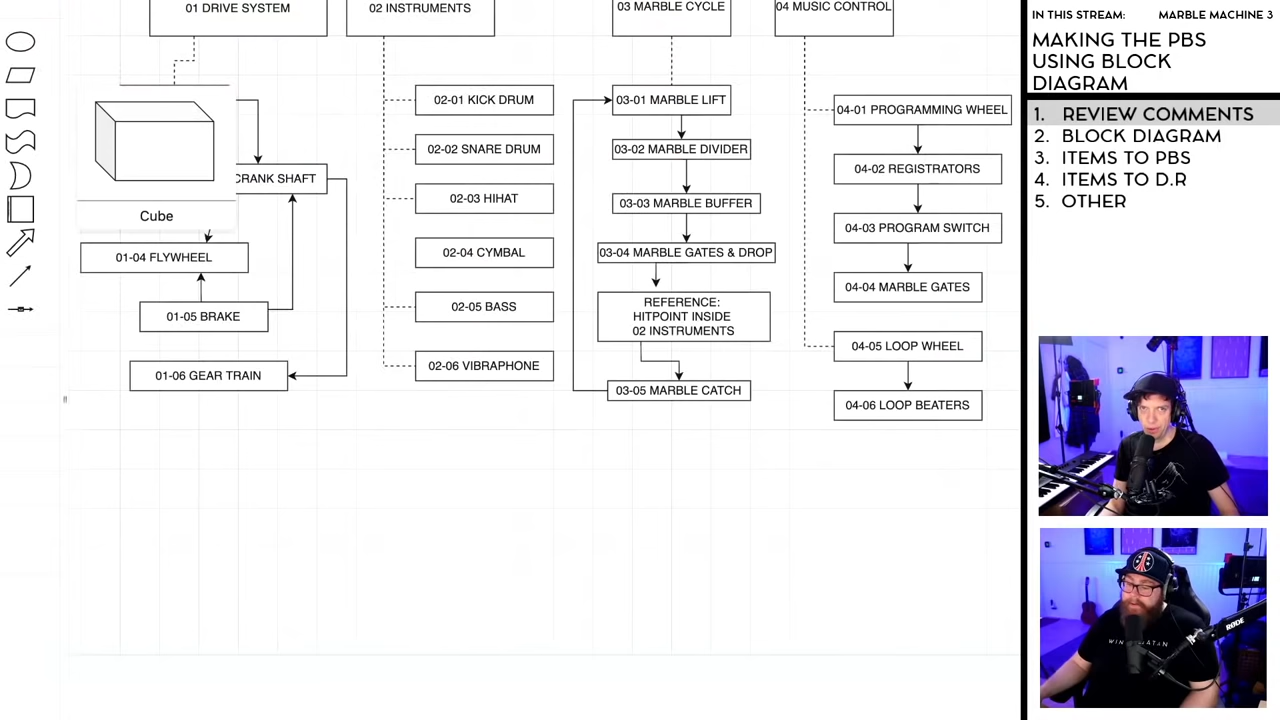 01 DRIVE SYSTEM
02 INSTRUMENTS
03 MARBLE CYCLE
04 MUSIC CONTROL
Cube
CRANK SHAFT
01-04 FLYWHEEL
01-05 BRAKE
01-06 GEAR TRAIN
02-01 KICK DRUM
02-02 SNARE DRUM
02-03 HIHAT
02-04 CYMBAL
02-05 BASS
02-06 VIBRAPHONE
03-01 MARBLE LIFT
03-02 MARBLE DIVIDER
03-03 MARBLE BUFFER
03-04 MARBLE GATES & DROP
REFERENCE:
HITPOINT INSIDE
02 INSTRUMENTS
03-05 MARBLE CATCH
04-01 PROGRAMMING WHEEL
04-02 REGISTRATORS
04-03 PROGRAM SWITCH
04-04 MARBLE GATES
04-05 LOOP WHEEL
04-06 LOOP BEATERS
IN THIS STREAM: MARBLE MACHINE 3
MAKING THE PBS
USING BLOCK
DIAGRAM
1. REVIEW COMMENTS
2. BLOCK DIAGRAM
3. ITEMS TO PBS
4. ITEMS TO D.R
5. OTHER
RØDE